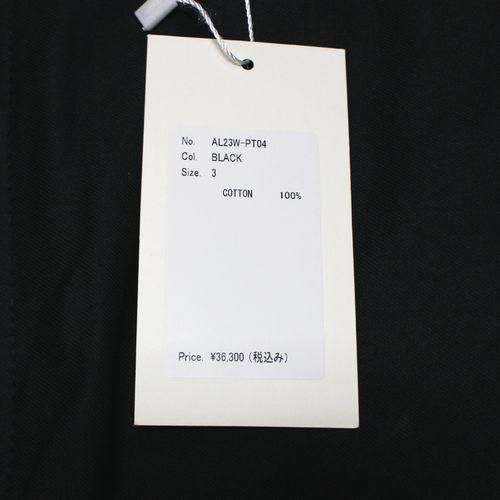 No. AL23W-PT04
Col. BLACK
Size. 3
COTTON 100%
Price. ¥36,300 (税込み)